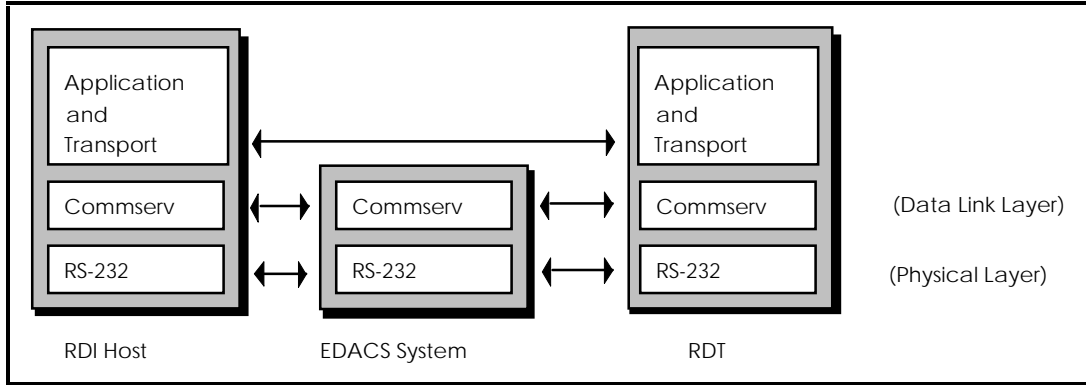 Application
and
Transport
Application
and
Transport
Commserv
Commserv
Commserv
(Data Link Layer)
RS-232
RS-232
RS-232
(Physical Layer)
RDI Host
EDACS System
RDT